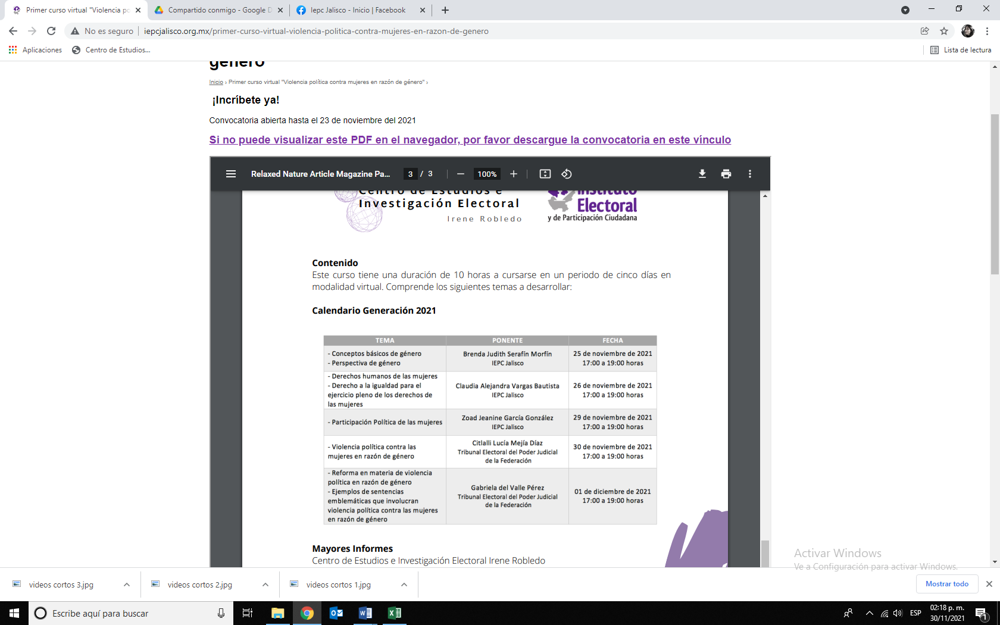 Primer curso virtual "Violencia po
Compartido conmigo - Google D
Iepc Jalisco - Inicio | Facebook
No es seguro
iepcjalisco.org.mx/primer-curso-virtual-violencia-politica-contra-mujeres-en-razon-de-genero
Aplicaciones
Centro de Estudios...
Lista de lectura
género
Inicio › Primer curso virtual "Violencia política contra mujeres en razón de género" ›
¡Incríbete ya!
Convocatoria abierta hasta el 23 de noviembre del 2021
Si no puede visualizar este PDF en el navegador, por favor descargue la convocatoria en este vínculo
Relaxed Nature Article Magazine Pa...
3 / 3
100%
Centro de Estudios e
Investigación Electoral
Irene Robledo
Instituto
Electoral
y de Participación Ciudadana
Contenido
Este curso tiene una duración de 10 horas a cursarse en un periodo de cinco días en
modalidad virtual. Comprende los siguientes temas a desarrollar:
Calendario Generación 2021
TEMA PONENTE FECHA
- Conceptos básicos de género
- Perspectiva de género
Brenda Judith Serafín Morfín
IEPC Jalisco
25 de noviembre de 2021
17:00 a 19:00 horas
- Derechos humanos de las mujeres
- Derecho a la igualdad para el
ejercicio pleno de los derechos de
las mujeres
Claudia Alejandra Vargas Bautista
IEPC Jalisco
26 de noviembre de 2021
17:00 a 19:00 horas
- Participación Política de las mujeres
Zoad Jeanine García González
IEPC Jalisco
29 de noviembre de 2021
17:00 a 19:00 horas
- Violencia política contra las
mujeres en razón de género
Citlalli Lucía Mejía Díaz
Tribunal Electoral del Poder Judicial
de la Federación
30 de noviembre de 2021
17:00 a 19:00 horas
- Reforma en materia de violencia
política en razón de género
- Ejemplos de sentencias
emblemáticas que involucran
violencia política contra las mujeres
en razón de género
Gabriela del Valle Pérez
Tribunal Electoral del Poder Judicial
de la Federación
01 de diciembre de 2021
17:00 a 19:00 horas
Mayores Informes
Centro de Estudios e Investigación Electoral Irene Robledo
Activar Windows
Ve a Configuración para activar Windows.
videos cortos 3.jpg
videos cortos 2.jpg
videos cortos 1.jpg
Mostrar todo
Escribe aquí para buscar
ESP
02:18 p. m.
30/11/2021
1